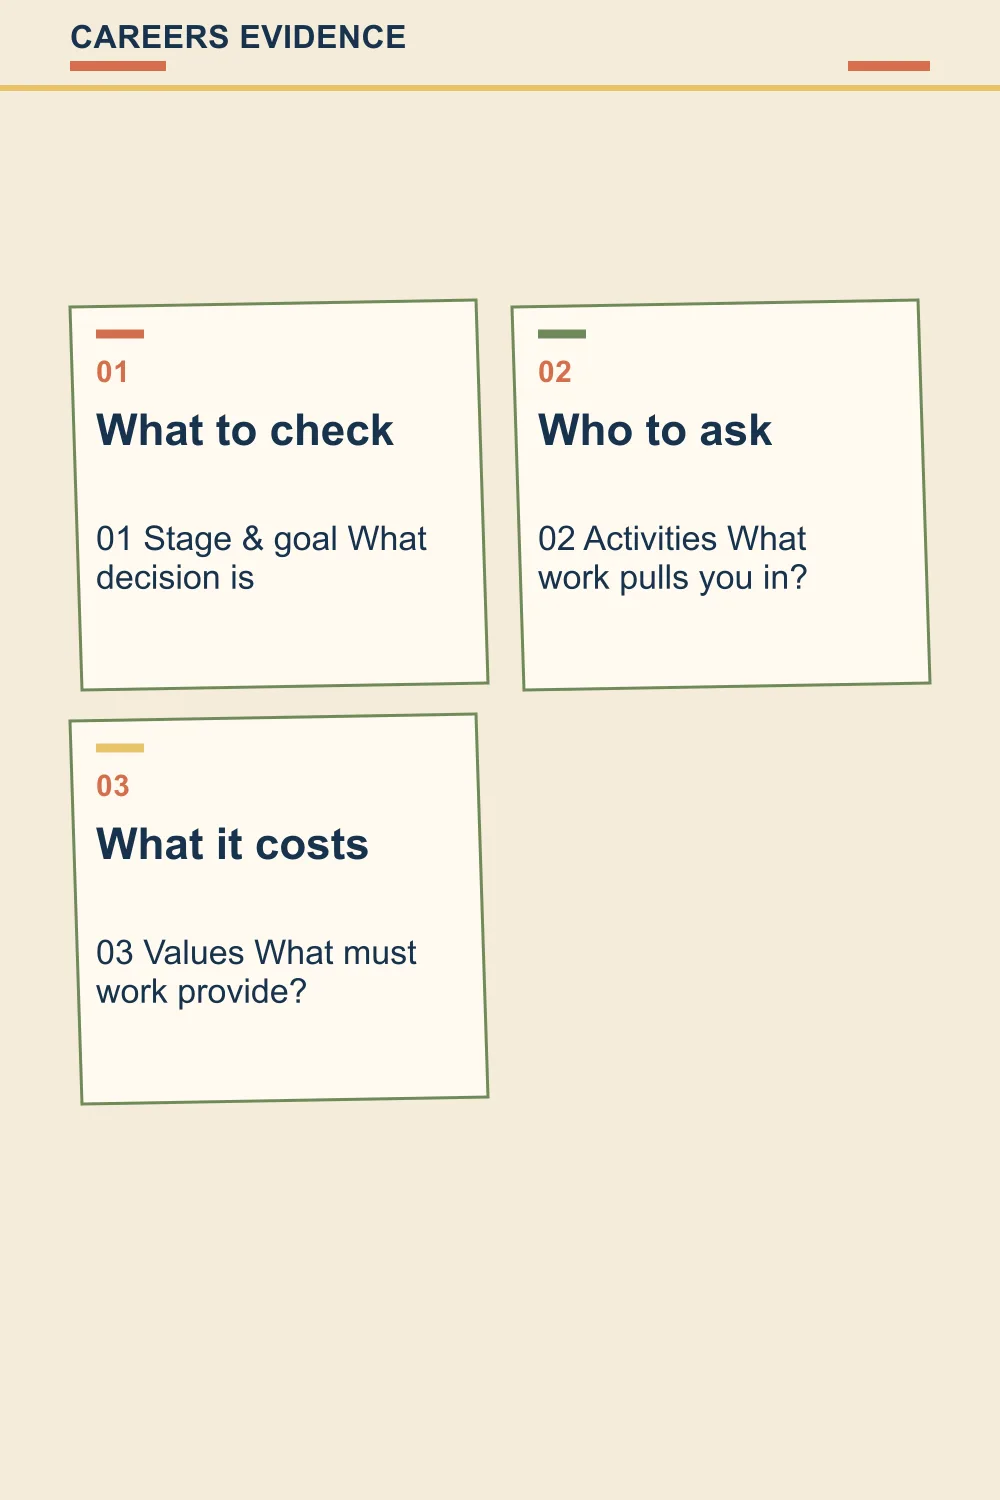 CAREERS EVIDENCE
01
What to check
01 Stage & goal What
decision is
02
Who to ask
02 Activities What
work pulls you in?
03
What it costs
03 Values What must
work provide?